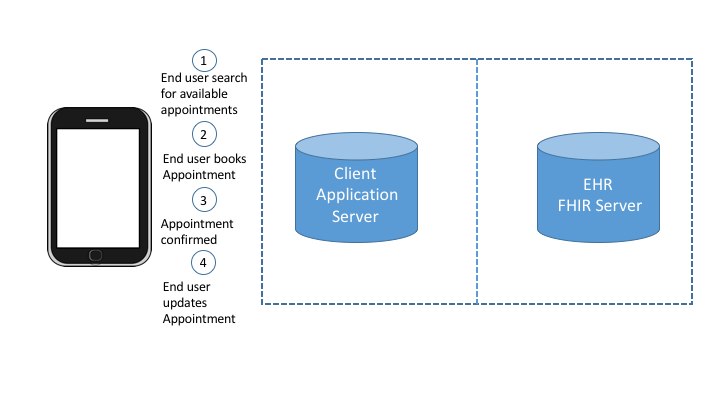 1
End user search
for available
appointments
2
End user books
Appointment
3
Appointment
confirmed
4
End user
updates
Appointment
Client
Application
Server
EHR
FHIR Server